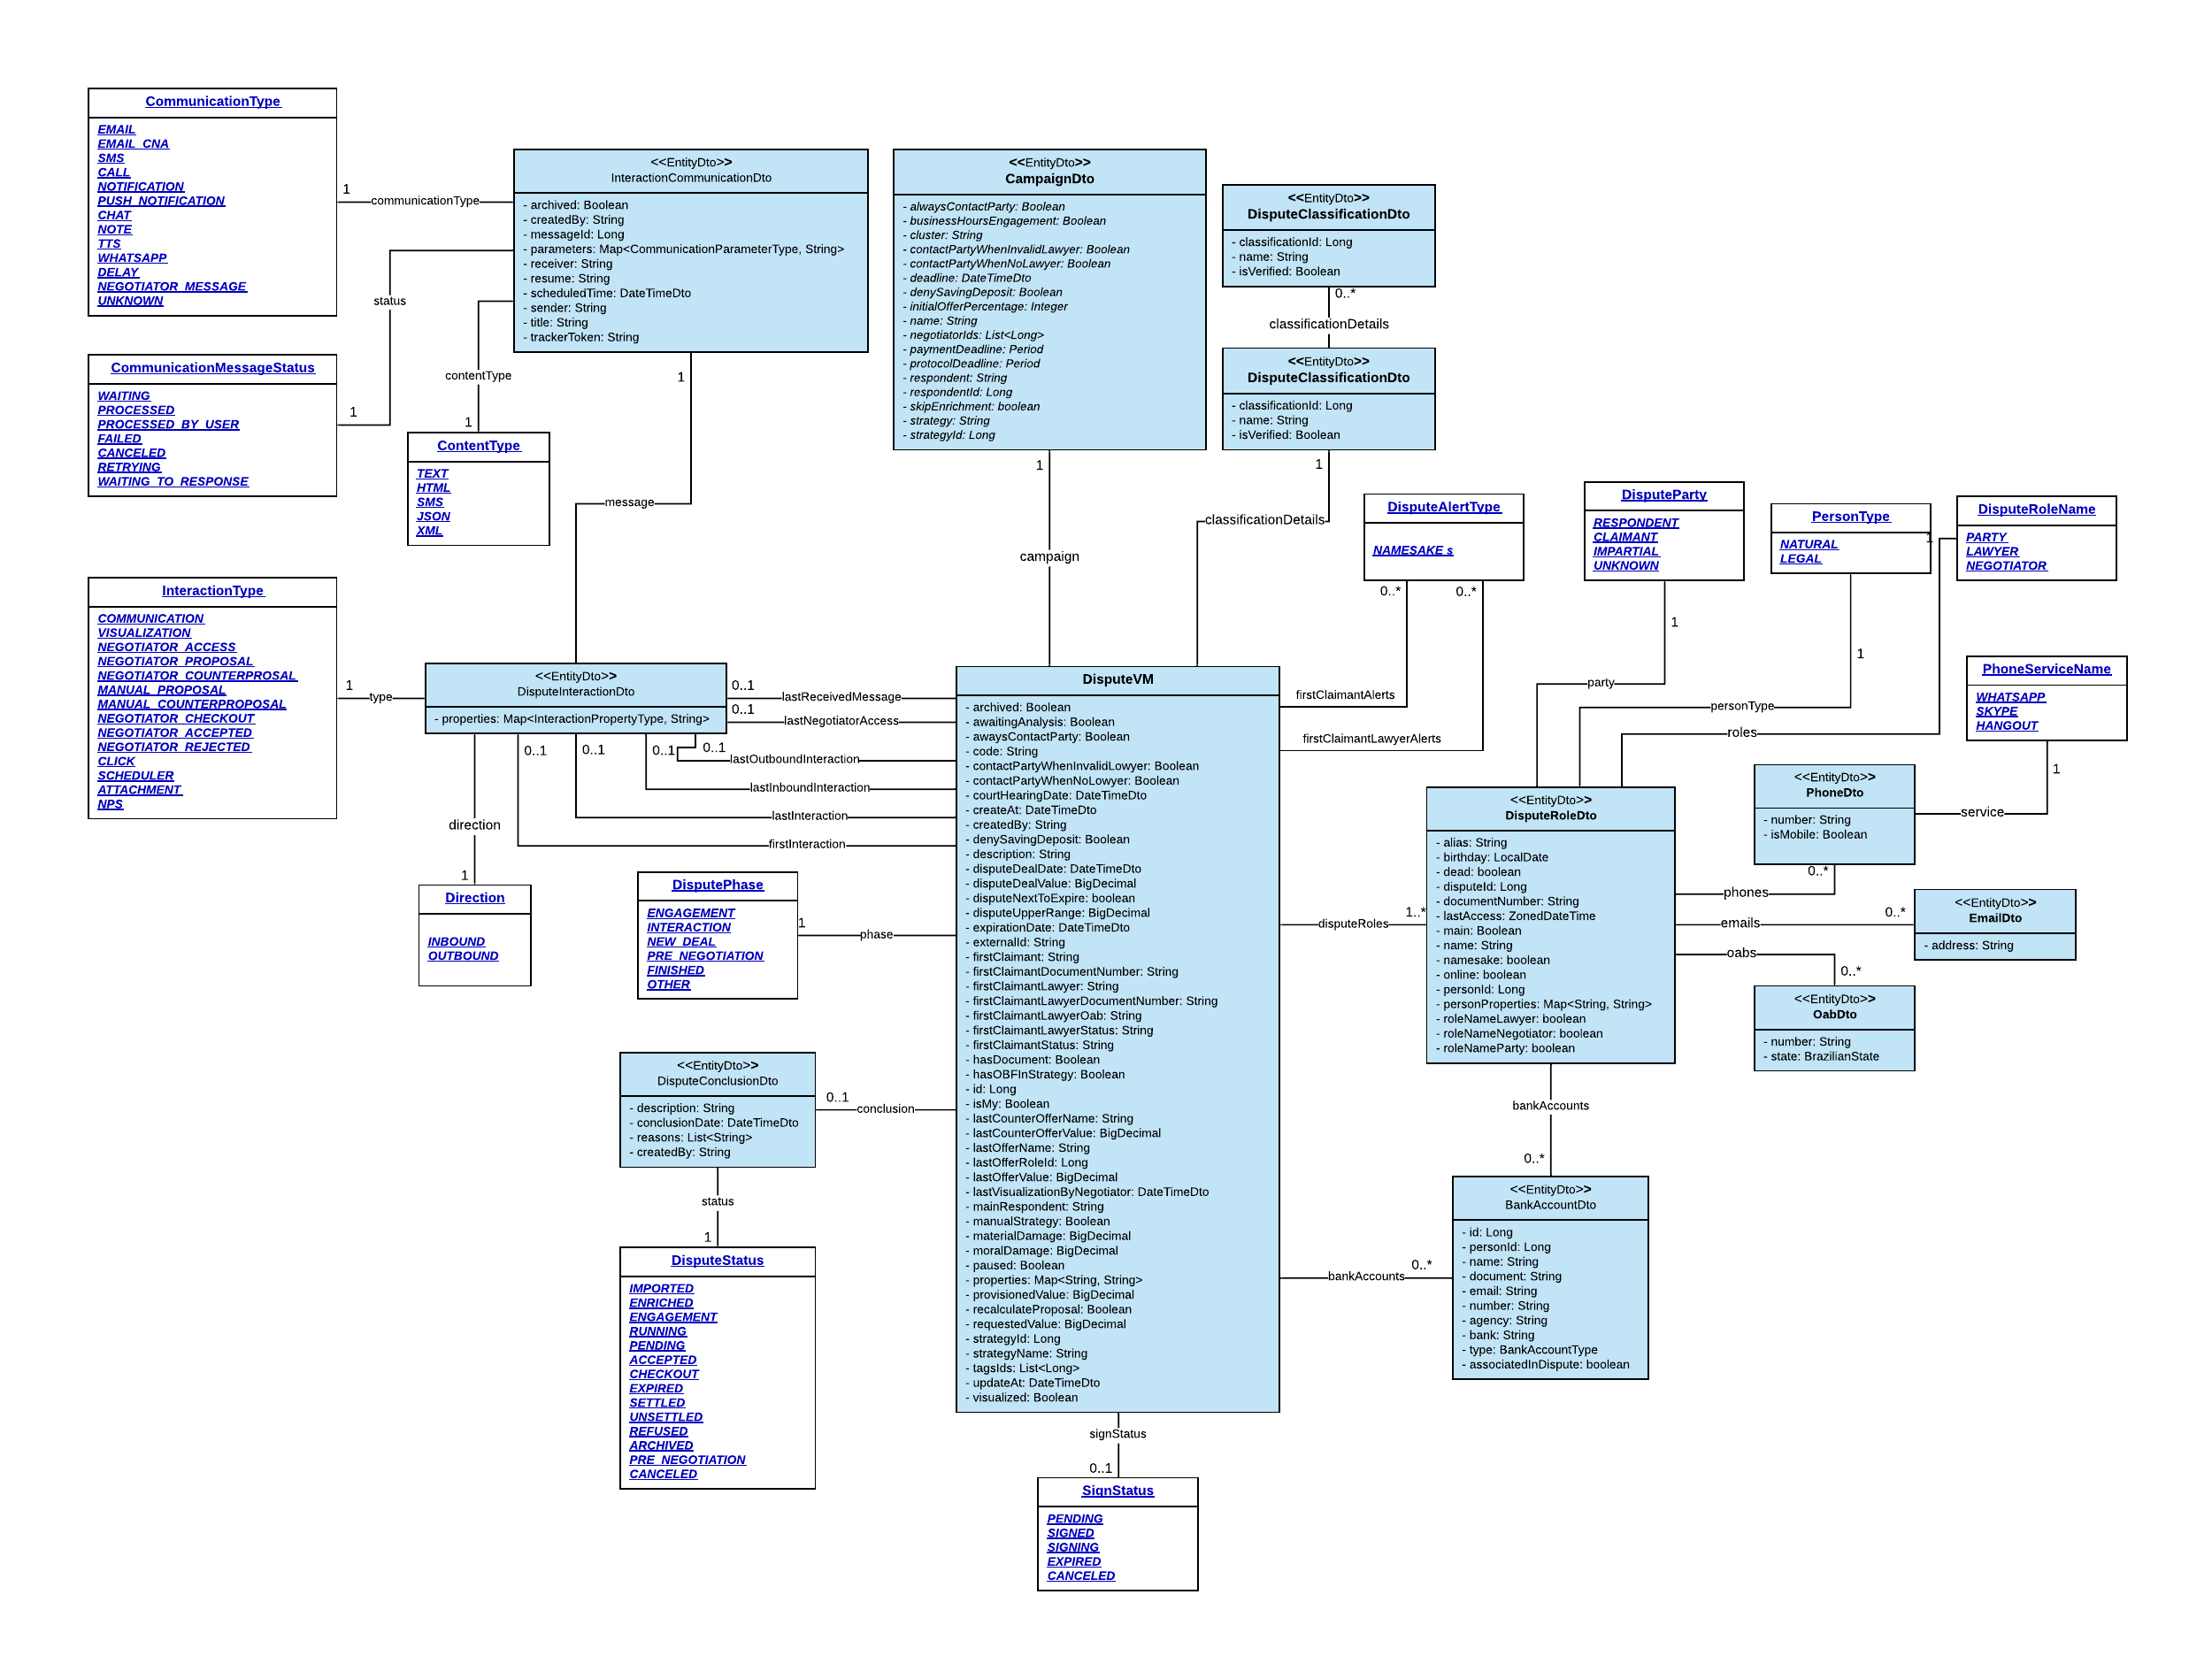 CommunicationType
EMAIL
EMAIL_CNA
SMS
CALL
NOTIFICATION
PUSH_NOTIFICATION
CHAT
NOTE
TTS
WHATSAPP
DELAY
NEGOTIATOR_MESSAGE
UNKNOWN
1
communicationType
<<EntityDto>>
InteractionCommunicationDto
- archived: Boolean
- createdBy: String
- messageId: Long
- parameters: Map<CommunicationParameterType, String>
- receiver: String
- resume: String
- scheduledTime: DateTimeDto
- sender: String
- title: String
- trackerToken: String
status
1
CommunicationMessageStatus
WAITING
PROCESSED
PROCESSED_BY_USER
FAILED
CANCELED
RETRYING
WAITING_TO_RESPONSE
contentType
1
ContentType
TEXT
HTML
SMS
JSON
XML
1
message
<<EntityDto>>
CampaignDto
- alwaysContactParty: Boolean
- businessHoursEngagement: Boolean
- cluster: String
- contactPartyWhenInvalidLawyer: Boolean
- contactPartyWhenNoLawyer: Boolean
- deadline: DateTimeDto
- denySavingDeposit: Boolean
- initialOfferPercentage: Integer
- name: String
- negotiatorIds: List<Long>
- paymentDeadline: Period
- protocolDeadline: Period
- respondent: String
- respondentId: Long
- skipEnrichment: boolean
- strategy: String
- strategyId: Long
1
campaign
<<EntityDto>>
DisputeClassificationDto
- classificationId: Long
- name: String
- isVerified: Boolean
0..*
classificationDetails
<<EntityDto>>
DisputeClassificationDto
- classificationId: Long
- name: String
- isVerified: Boolean
1
classificationDetails
DisputeAlertType
NAMESAKE s
0..*
0..*
firstClaimantAlerts
firstClaimantLawyerAlerts
DisputeParty
RESPONDENT
CLAIMANT
IMPARTIAL
UNKNOWN
1
party
PersonType
NATURAL
LEGAL
1
personType
DisputeRoleName
PARTY
LAWYER
NEGOTIATOR
1
roles
PhoneServiceName
WHATSAPP
SKYPE
HANGOUT
1
service
InteractionType
COMMUNICATION
VISUALIZATION
NEGOTIATOR_ACCESS
NEGOTIATOR_PROPOSAL
NEGOTIATOR_COUNTERPROSAL
MANUAL_PROPOSAL
MANUAL_COUNTERPROPOSAL
NEGOTIATOR_CHECKOUT
NEGOTIATOR_ACCEPTED
NEGOTIATOR_REJECTED
CLICK
SCHEDULER
ATTACHMENT
NPS
1
type
<<EntityDto>>
DisputeInteractionDto
- properties: Map<InteractionPropertyType, String>
0..1
lastReceivedMessage
0..1
lastNegotiatorAccess
0..1
lastOutboundInteraction
0..1
lastInboundInteraction
0..1
lastInteraction
0..1
firstInteraction
direction
1
Direction
INBOUND
OUTBOUND
DisputePhase
ENGAGEMENT
INTERACTION
NEW_DEAL
PRE_NEGOTIATION
FINISHED
OTHER
1
phase
<<EntityDto>>
DisputeConclusionDto
- description: String
- conclusionDate: DateTimeDto
- reasons: List<String>
- createdBy: String
0..1
conclusion
status
1
DisputeStatus
IMPORTED
ENRICHED
ENGAGEMENT
RUNNING
PENDING
ACCEPTED
CHECKOUT
EXPIRED
SETTLED
UNSETTLED
REFUSED
ARCHIVED
PRE_NEGOTIATION
CANCELED
DisputeVM
- archived: Boolean
- awaitingAnalysis: Boolean
- awaysContactParty: Boolean
- code: String
- contactPartyWhenInvalidLowyer: Boolean
- contactPartyWhenNoLowyer: Boolean
- courtHearingDate: DateTimeDto
- createAt: DateTimeDto
- createdBy: String
- denySavingDeposit: Boolean
- description: String
- disputeDealDate: DateTimeDto
- disputeDealValue: BigDecimal
- disputeNextToExpire: boolean
- disputeUpperRange: BigDecimal
- expirationDate: DateTimeDto
- externalId: String
- firstClaimant: String
- firstClaimantDocumentNumber: String
- firstClaimantLawyer: String
- firstClaimantLawyerDocumentNumber: String
- firstClaimantLawyerOab: String
- firstClaimantLawyerStatus: String
- firstClaimantStatus: String
- hasDocument: Boolean
- hasOBFInStrategy: Boolean
- id: Long
- isMy: Boolean
- lastCounterOfferName: String
- lastCounterOfferValue: BigDecimal
- lastOfferName: String
- lastOfferRoleId: Long
- lastOfferValue: BigDecimal
- lastVisualizationByNegotiator: DateTimeDto
- mainRespondent: String
- manualStrategy: Boolean
- materialDamage: BigDecimal
- moralDamage: BigDecimal
- paused: Boolean
- properties: Map<String, String>
- provisionedValue: BigDecimal
- recalculateProposal: Boolean
- requestedValue: BigDecimal
- strategyId: Long
- strategyName: String
- tagsIds: List<Long>
- updateAt: DateTimeDto
- visualized: Boolean
signStatus
0..1
SignStatus
PENDING
SIGNED
SIGNING
EXPIRED
CANCELED
disputeRoles
1..*
<<EntityDto>>
DisputeRoleDto
- alias: String
- birthday: LocalDate
- dead: boolean
- disputeId: Long
- documentNumber: String
- lastAccess: ZonedDateTime
- main: Boolean
- name: String
- namesake: boolean
- online: boolean
- personId: Long
- personProperties: Map<String, String>
- roleNameLawyer: boolean
- roleNameNegotiator: boolean
- roleNameParty: boolean
<<EntityDto>>
PhoneDto
- number: String
- isMobile: Boolean
0..*
phones
emails
0..*
<<EntityDto>>
EmailDto
- address: String
oabs
0..*
<<EntityDto>>
OabDto
- number: String
- state: BrazilianState
bankAccounts
0..*
<<EntityDto>>
BankAccountDto
- id: Long
- personId: Long
- name: String
- document: String
- email: String
- number: String
- agency: String
- bank: String
- type: BankAccountType
- associatedInDispute: boolean
bankAccounts
0..*